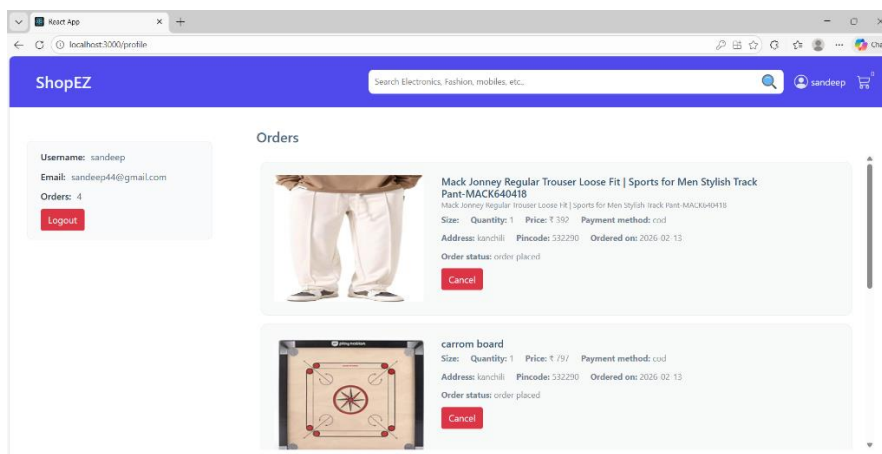 React App
localhost:3000/profile
ShopEZ
Search Electronics, Fashion, mobiles, etc.,
sandeep
0
Username: sandeep
Email: sandeep44@gmail.com
Orders: 4
Logout
Orders
Mack Jonney Regular Trouser Loose Fit | Sports for Men Stylish Track
Pant-MACK640418
Mack Jonney Regular Trouser Loose Fit | Sports for Men Stylish Track Pant-MACK640418
Size: Quantity: 1 Price: ₹ 392 Payment method: cod
Address: kanchili Pincode: 532290 Ordered on: 2026-02-13
Order status: order placed
Cancel
carrom board
Size: Quantity: 1 Price: ₹ 797 Payment method: cod
Address: kanchili Pincode: 532290 Ordered on: 2026-02-13
Order status: order placed
Cancel